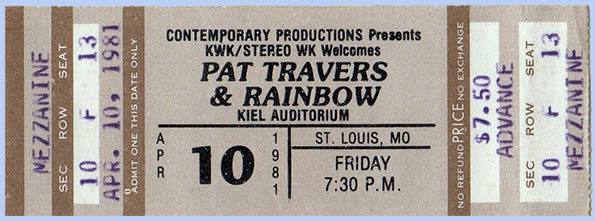 MEZZANINE
SEC ROW SEAT
10 F 13
APR. 10, 1981
ADMIT ONE THIS DATE ONLY
CONTEMPORARY PRODUCTIONS Presents
KWK/STEREO WK Welcomes
PAT TRAVERS
& RAINBOW
KIEL AUDITORIUM
APR
10
1981
ST. LOUIS, MO
FRIDAY
7:30 P.M.
NO REFUND PRICE NO EXCHANGE
$7.50
ADVANCE
SEC ROW SEAT
10 F 13
MEZZANINE